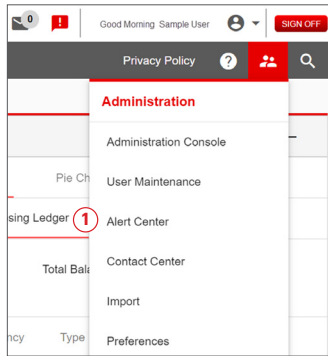 0 ! Good Morning Sample User SIGN OFF
Privacy Policy ?
Administration
Administration Console
Pie Ch User Maintenance
sing Ledger 1 Alert Center
Total Bala Contact Center
Import
ncy Type Preferences